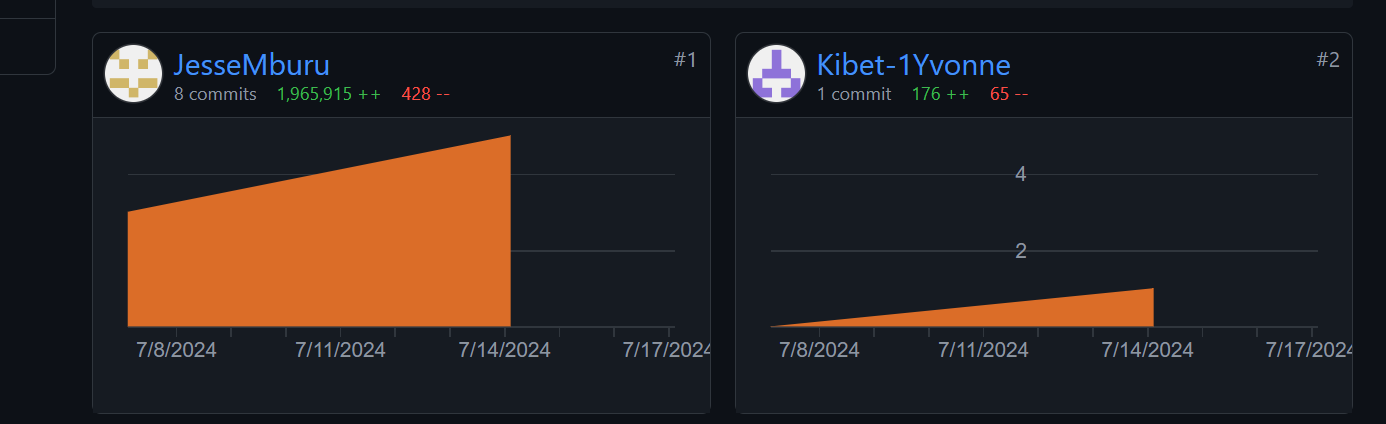 JesseMburu
#1
8 commits 1,965,915 ++ 428 --
7/8/2024 7/11/2024 7/14/2024 7/17/2024
Kibet-1Yvonne
#2
1 commit 176 ++ 65 --
4
2
7/8/2024 7/11/2024 7/14/2024 7/17/2024